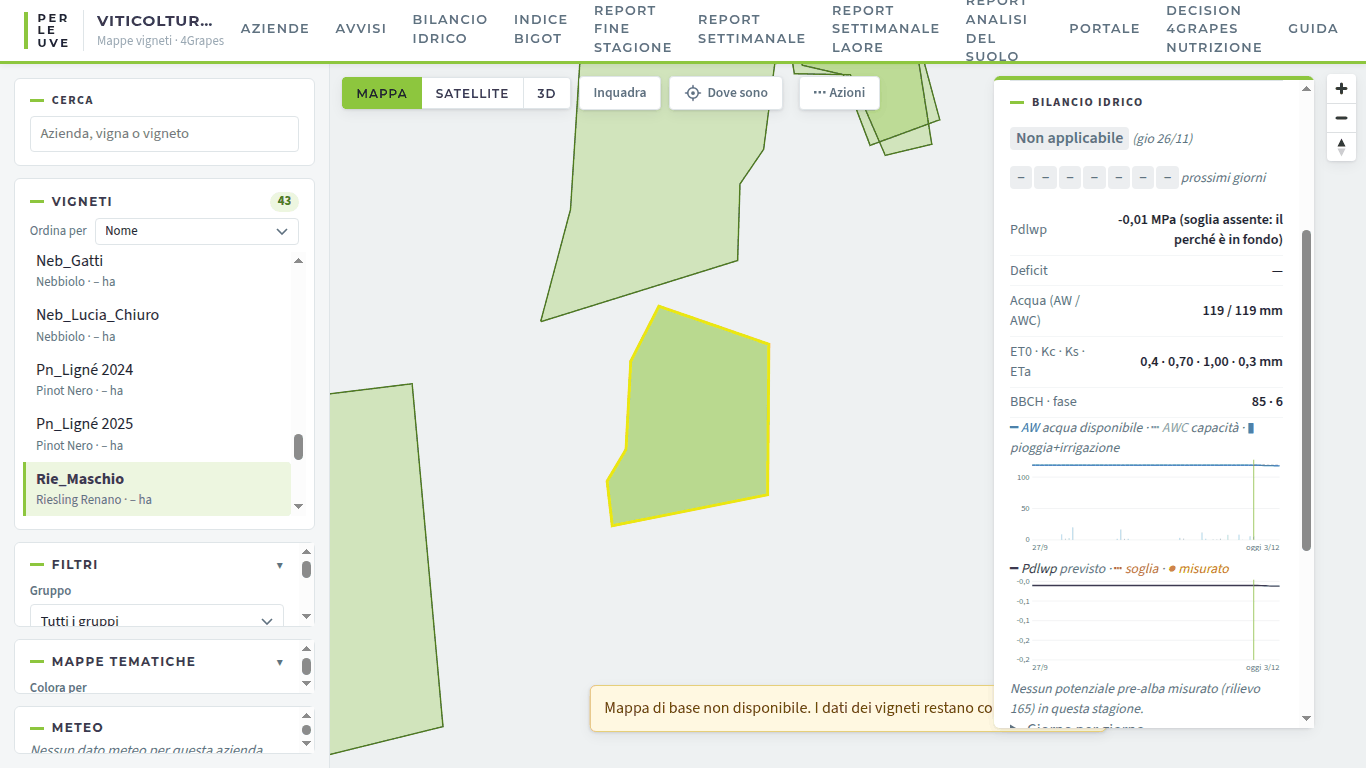 PER
LE
UVE
VITICOLTUR...
Mappe vigneti · 4Grapes
AZIENDE
AVVISI
BILANCIO
IDRICO
INDICE
BIGOT
REPORT
FINE
STAGIONE
REPORT
SETTIMANALE
REPORT
SETTIMANALE
LAORE
REPORT
ANALISI
DEL
SUOLO
PORTALE
DECISION
4GRAPES
NUTRIZIONE
GUIDA
CERCA
Azienda, vigna o vigneto
VIGNETI
43
Ordina per
Nome
Neb_Gatti
Nebbiolo · – ha
Neb_Lucia_Chiuro
Nebbiolo · – ha
Pn_Ligné 2024
Pinot Nero · – ha
Pn_Ligné 2025
Pinot Nero · – ha
Rie_Maschio
Riesling Renano · – ha
FILTRI
Gruppo
Tutti i gruppi
MAPPE TEMATICHE
Colora per
METEO
Nessun dato meteo per questa azienda
MAPPA
SATELLITE
3D
Inquadra
Dove sono
··· Azioni
Mappa di base non disponibile. I dati dei vigneti restano co
BILANCIO IDRICO
Non applicabile (gio 26/11)
– – – – – – – prossimi giorni
Pdlwp
-0,01 MPa (soglia assente: il
perché è in fondo)
Deficit
—
Acqua (AW /
AWC)
119 / 119 mm
ET0 · Kc · Ks ·
ETa
0,4 · 0,70 · 1,00 · 0,3 mm
BBCH · fase
85 · 6
AW acqua disponibile · AWC capacità ·
pioggia+irrigazione
100
50
0
27/9
oggi 3/12
Pdlwp previsto · soglia · misurato
-0,0
-0,1
-0,1
-0,2
-0,2
27/9
oggi 3/12
Nessun potenziale pre-alba misurato (rilievo
165) in questa stagione.
Giorno per giorno